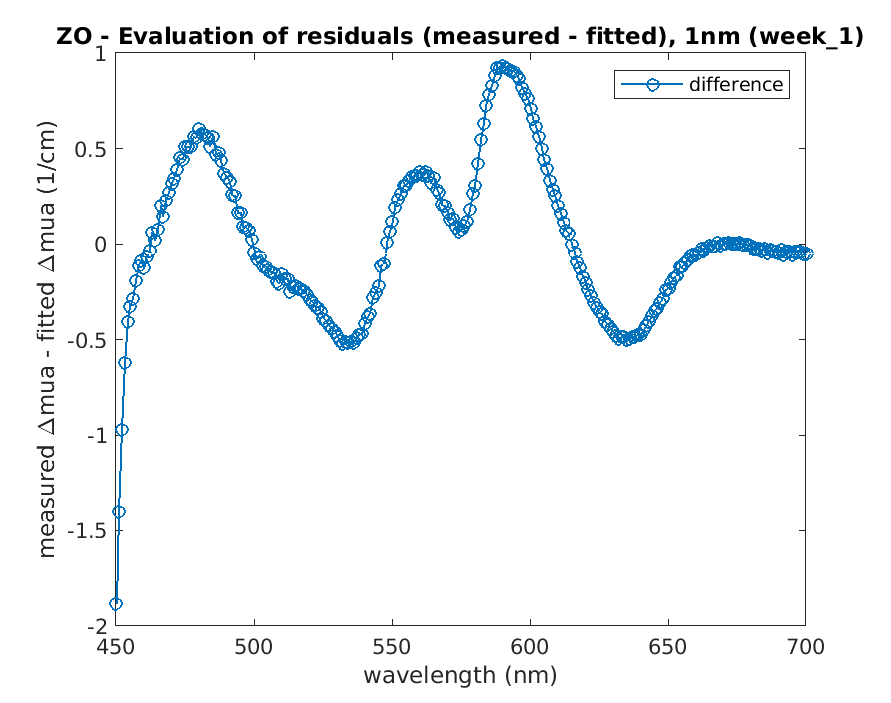 ZO - Evaluation of residuals (measured - fitted), 1nm (week_1)
difference
measured Δmua - fitted Δmua (1/cm)
1
0.5
0
-0.5
-1
-1.5
-2
450 500 550 600 650 700
wavelength (nm)